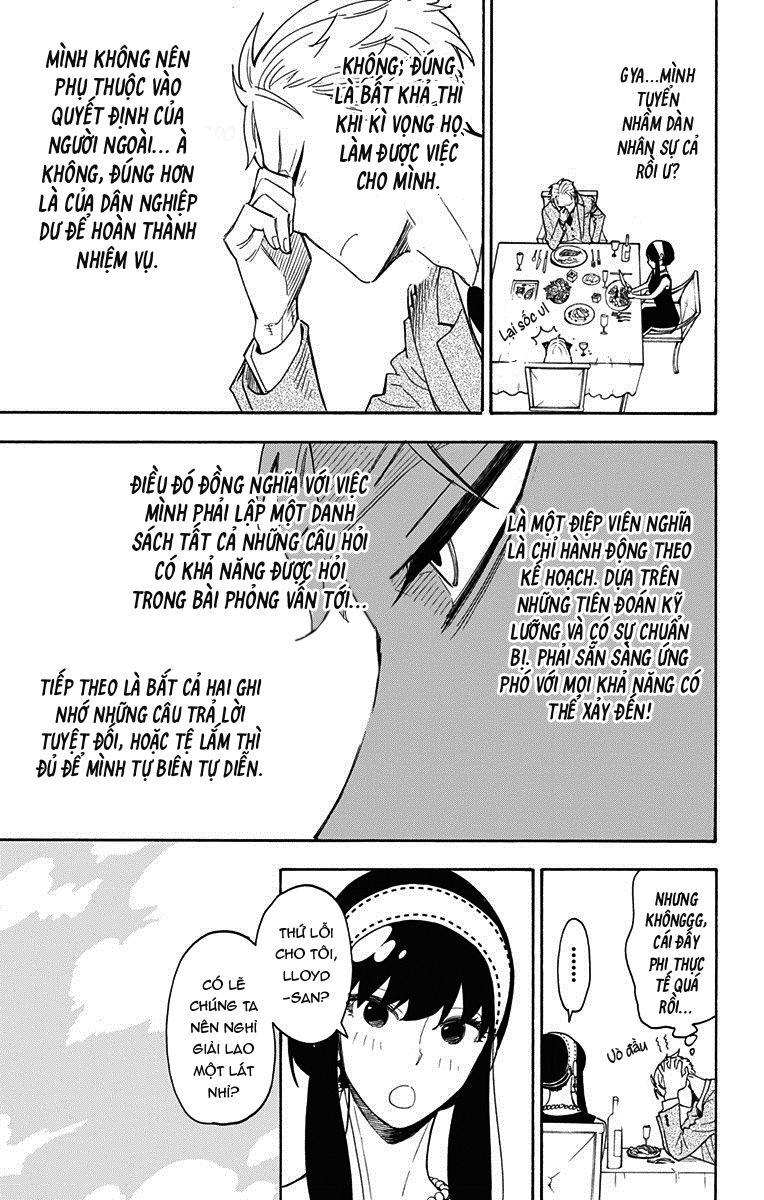 GYA...MÌNH
TUYỂN
NHẦM DÀN
NHÂN SỰ CẢ
RỒI Ư?
Lại sốc ư
KHÔNG; ĐÚNG
LÀ BẤT KHẢ THI
KHI KÌ VỌNG HỌ
LÀM ĐƯỢC VIỆC
CHO MÌNH.
MÌNH KHÔNG NÊN
PHỤ THUỘC VÀO
QUYẾT ĐỊNH CỦA
NGƯỜI NGOÀI... À
KHÔNG, ĐÚNG HƠN
LÀ CỦA DÂN NGHIỆP
DƯ ĐỂ HOÀN THÀNH
NHIỆM VỤ.
LÀ MỘT ĐIỆP VIÊN NGHĨA
LÀ CHỈ HÀNH ĐỘNG THEO
KẾ HOẠCH. DỰA TRÊN
NHỮNG TIÊN ĐOÁN KỸ
LƯỠNG VÀ CÓ SỰ CHUẨN
BỊ. PHẢI SẴN SÀNG ỨNG
PHÓ VỚI MỌI KHẢ NĂNG CÓ
THỂ XẢY ĐẾN!
ĐIỀU ĐÓ ĐỒNG NGHĨA VỚI VIỆC
MÌNH PHẢI LẬP MỘT DANH
SÁCH TẤT CẢ NHỮNG CÂU HỎI
CÓ KHẢ NĂNG ĐƯỢC HỎI
TRONG BÀI PHỎNG VẤN TỚI...
TIẾP THEO LÀ BẮT CẢ HAI GHI
NHỚ NHỮNG CÂU TRẢ LỜI
TUYỆT ĐỐI, HOẶC TỆ LẮM THÌ
ĐỦ ĐỂ MÌNH TỰ BIÊN TỰ DIỄN.
NHƯNG
KHÔNGGG,
CÁI ĐẤY
PHI THỰC
TẾ QUÁ
RỒI...
......
Vò đầu
THỨ LỖI
CHO TÔI,
LLOYD
-SAN?
CÓ LẼ
CHÚNG TA
NÊN NGHỈ
GIẢI LAO
MỘT LÁT
NHỈ?